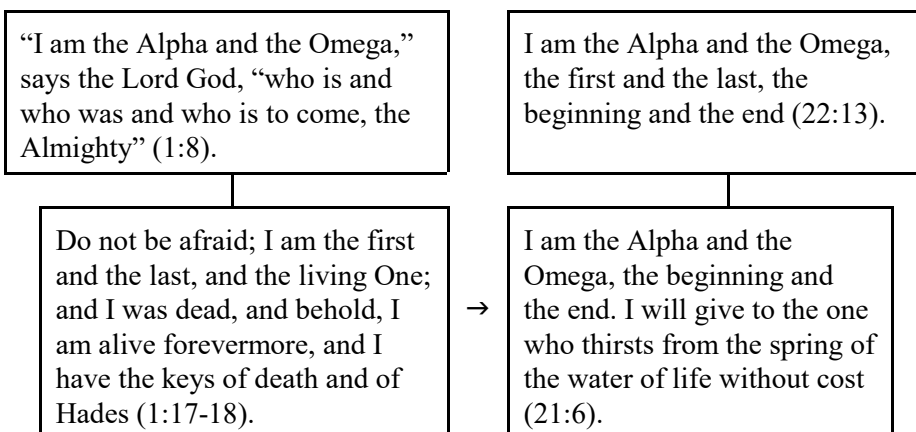 “I am the Alpha and the Omega,”
says the Lord God, “who is and
who was and who is to come, the
Almighty” (1:8).
I am the Alpha and the Omega,
the first and the last, the
beginning and the end (22:13).
Do not be afraid; I am the first
and the last, and the living One;
and I was dead, and behold, I
am alive forevermore, and I
have the keys of death and of
Hades (1:17-18).
→
I am the Alpha and the
Omega, the beginning and
the end. I will give to the one
who thirsts from the spring of
the water of life without cost
(21:6).